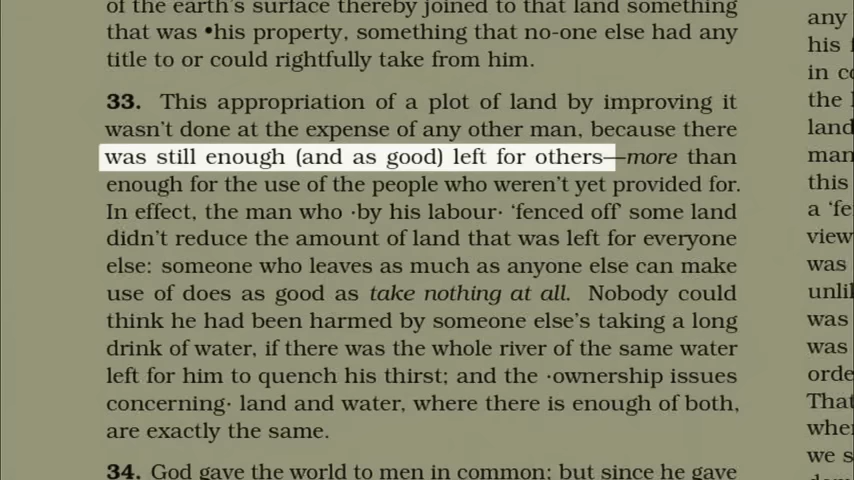 of the earth's surface thereby joined to that land something
that was •his property, something that no-one else had any
title to or could rightfully take from him.
33. This appropriation of a plot of land by improving it
wasn't done at the expense of any other man, because there
was still enough (and as good) left for others—more than
enough for the use of the people who weren't yet provided for.
In effect, the man who ·by his labour· 'fenced off' some land
didn't reduce the amount of land that was left for everyone
else: someone who leaves as much as anyone else can make
use of does as good as take nothing at all. Nobody could
think he had been harmed by someone else's taking a long
drink of water, if there was the whole river of the same water
left for him to quench his thirst; and the ·ownership issues
concerning· land and water, where there is enough of both,
are exactly the same.
34. God gave the world to men in common; but since he gave
any
his
in
the
land
man
this
a
view
was
was
was
That
we